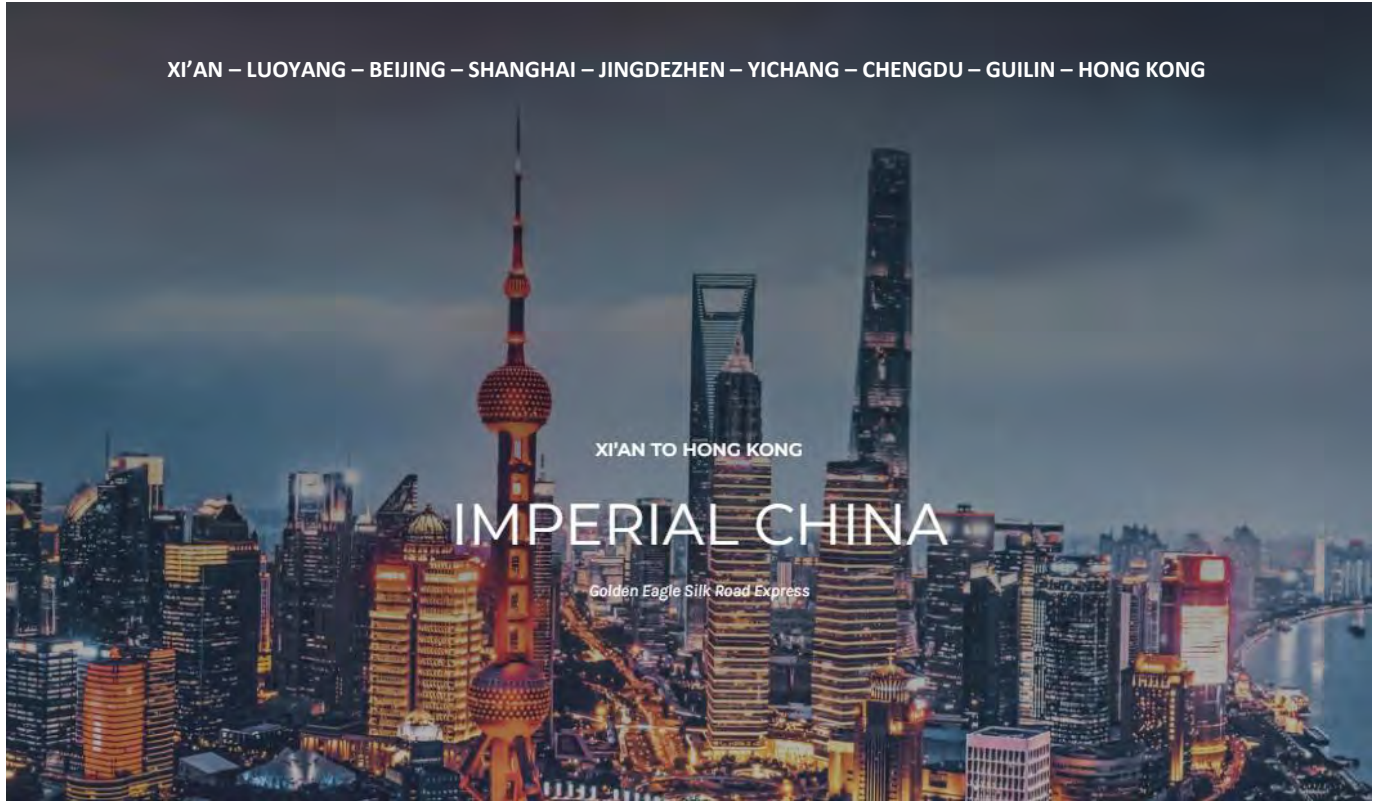 XI’AN – LUOYANG – BEIJING – SHANGHAI – JINGDEZHEN – YICHANG – CHENGDU – GUILIN – HONG KONG
XI'AN TO HONG KONG
IMPERIAL CHINA
Golden Eagle Silk Road Express